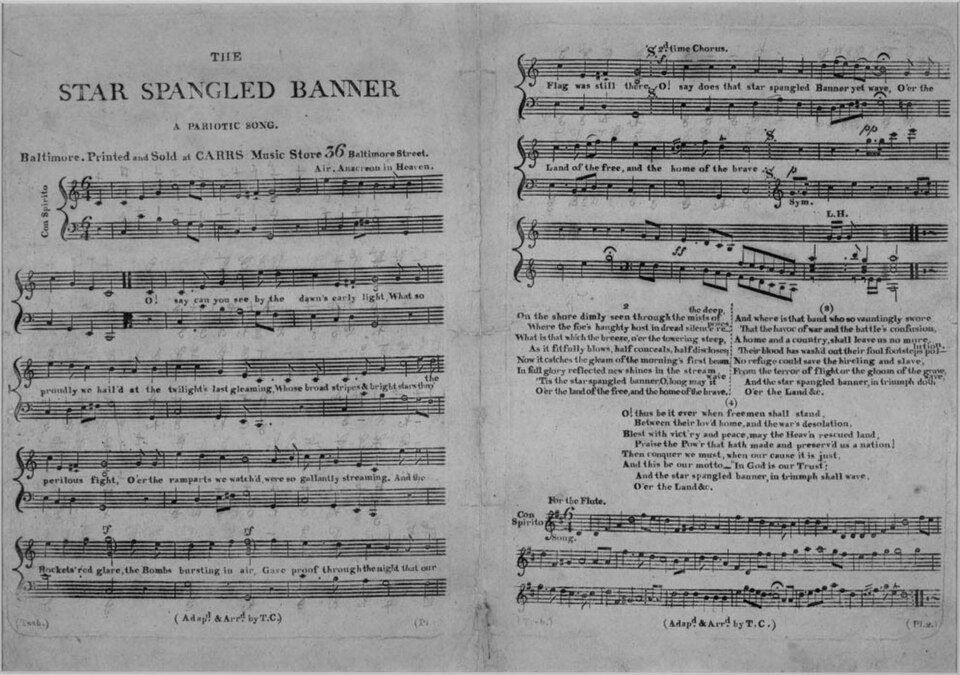 THE
STAR SPANGLED BANNER
A PARIOTIC SONG.
Baltimore. Printed and Sold at CARRS Music Store 36 Baltimore Street.
Air, Anacreon in Heaven.
Con Spirito
O! say can you see by the dawn's early light, What so
proudly we hail'd at the twilight's last gleaming, Whose broad stripes & bright stars thro' the
perilous fight, O'er the ramparts we watch'd, were so gallantly streaming. And the
sf sf
Rockets' red glare, the Bombs bursting in air, Gave proof through the night that our
(Adapd. & Arrd. by T.C.)
(Pl.
2d. time Chorus.
sf
Flag was still there, O! say does that star spangled Banner yet wave, O'er the
pp
Land of the free, and the home of the brave.
p
Sym.
L.H.
ff
2
On the shore dimly seen through the mists of the deep,
Where the foe's haughty host in dread silence reposes,
What is that which the breeze, o'er the towering steep,
As it fitfully blows, half conceals, half discloses;
Now it catches the gleam of the morning's first beam
In full glory reflected new shines in the stream
'Tis the star spangled banner, O, long may it wave
O'er the land of the free, and the home of the brave.
(3)
And where is that band who so vauntingly swore
That the havoc of war and the battle's confusion,
A home and a country, shall leave us no more,
Their blood has wash'd out their foul footsteps pollution,
No refuge could save the hireling and slave,
From the terror of flight or the gloom of the grave,
And the star spangled banner, in triumph doth wave,
O'er the Land &c.
(4)
O! thus be it ever when freemen shall stand,
Between their lov'd home, and the war's desolation,
Blest with vict'ry and peace, may the Heav'n rescued land,
Praise the Pow'r that hath made and preserv'd us a nation!
Then conquer we must, when our cause it is just,
And this be our motto—"In God is our Trust;
And the star spangled banner, in triumph shall wave,
O'er the Land &c.
For the Flute.
Con Spirito
Song.
(Adapd. & Arrd. by T.C.)
(Pl.2.)